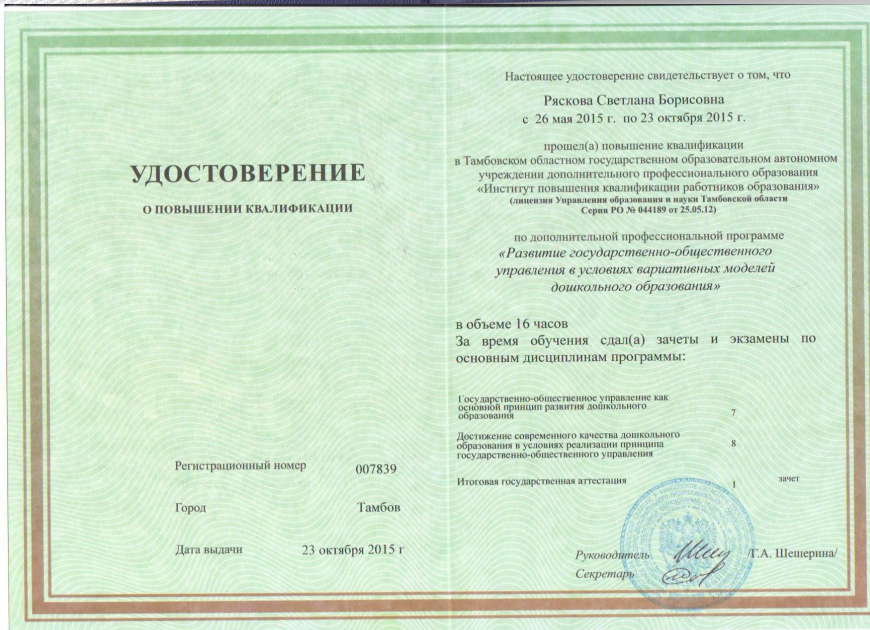 УДОСТОВЕРЕНИЕ
О ПОВЫШЕНИИ КВАЛИФИКАЦИИ
Регистрационный номер 007839
Город Тамбов
Дата выдачи 23 октября 2015 г
Настоящее удостоверение свидетельствует о том, что
Ряскова Светлана Борисовна
с 26 мая 2015 г. по 23 октября 2015 г.
прошел(а) повышение квалификации
в Тамбовском областном государственном образовательном автономном
учреждении дополнительного профессионального образования
«Институт повышения квалификации работников образования»
(лицензия Управления образования и науки Тамбовской области
Серия РО № 044189 от 25.05.12)
по дополнительной профессиональной программе
«Развитие государственно-общественного
управления в условиях вариативных моделей
дошкольного образования»
в объеме 16 часов
За время обучения сдал(а) зачеты и экзамены по
основным дисциплинам программы:
Государственно-общественное управление как
основной принцип развития дошкольного
образования 7
Достижение современного качества дошкольного
образования в условиях реализации принципа 8
государственно-общественного управления
Итоговая государственная аттестация 1 зачет
Руководитель /Г.А. Шешерина/
Секретарь